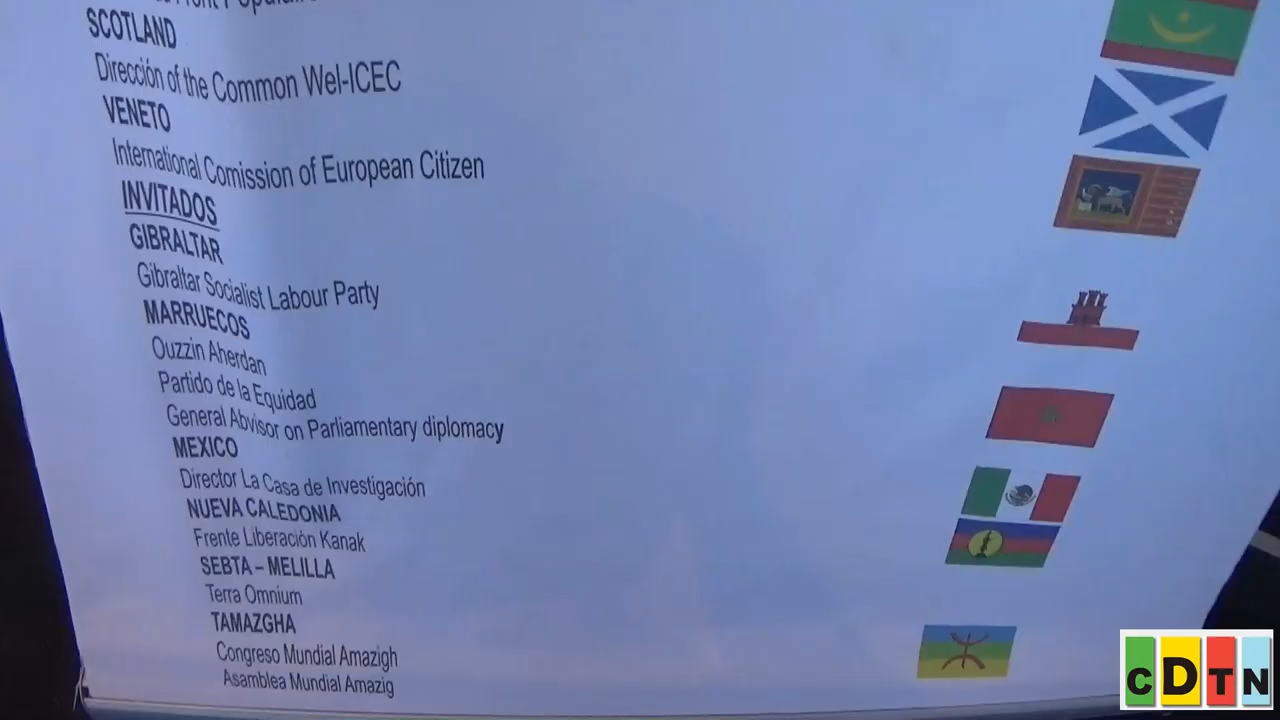 SCOTLAND
Dirección of the Common Wel-ICEC
VENETO
International Comission of European Citizen
INVITADOS
GIBRALTAR
Gibraltar Socialist Labour Party
MARRUECOS
Ouzzin Aherdan
Partido de la Equidad
General Abvisor on Parliamentary diplomacy
MEXICO
Director La Casa de Investigación
NUEVA CALEDONIA
Frente Liberación Kanak
SEBTA – MELILLA
Terra Omnium
TAMAZGHA
Congreso Mundial Amazigh
Asamblea Mundial Amazig
CDTN